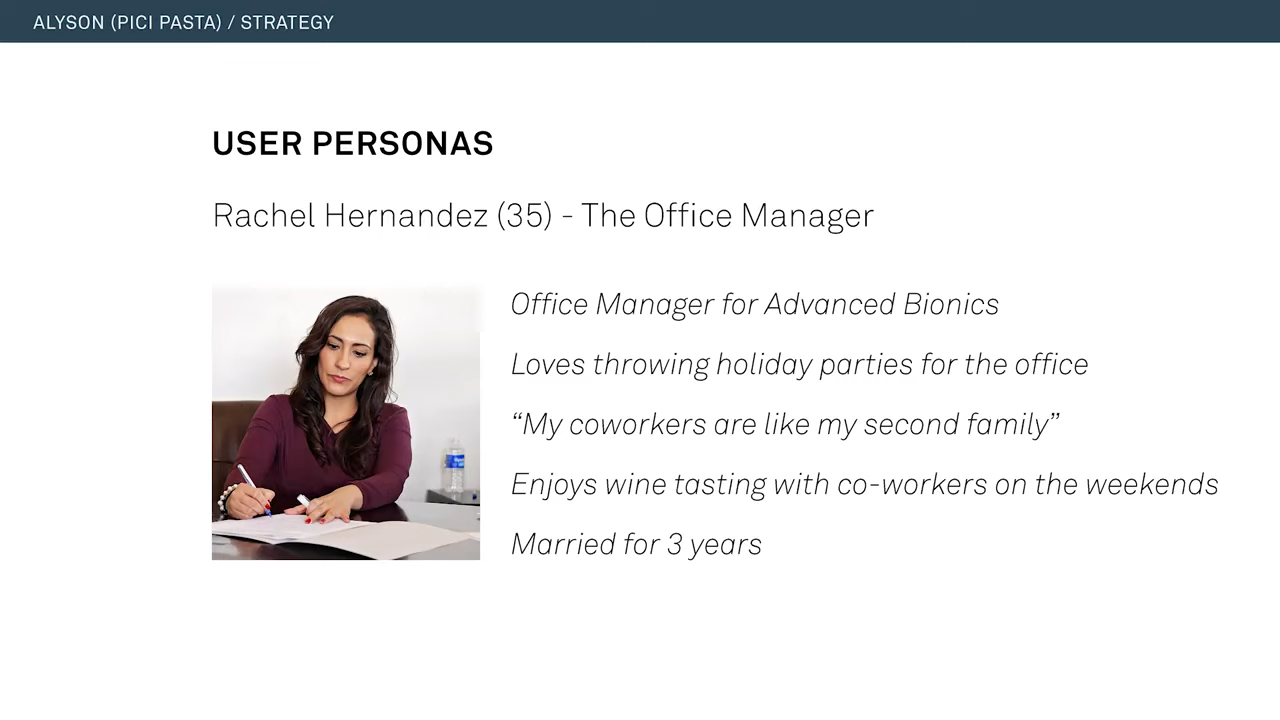 ALYSON (PICI PASTA) / STRATEGY
USER PERSONAS
Rachel Hernandez (35) - The Office Manager
Office Manager for Advanced Bionics
Loves throwing holiday parties for the office
“My coworkers are like my second family”
Enjoys wine tasting with co-workers on the weekends
Married for 3 years